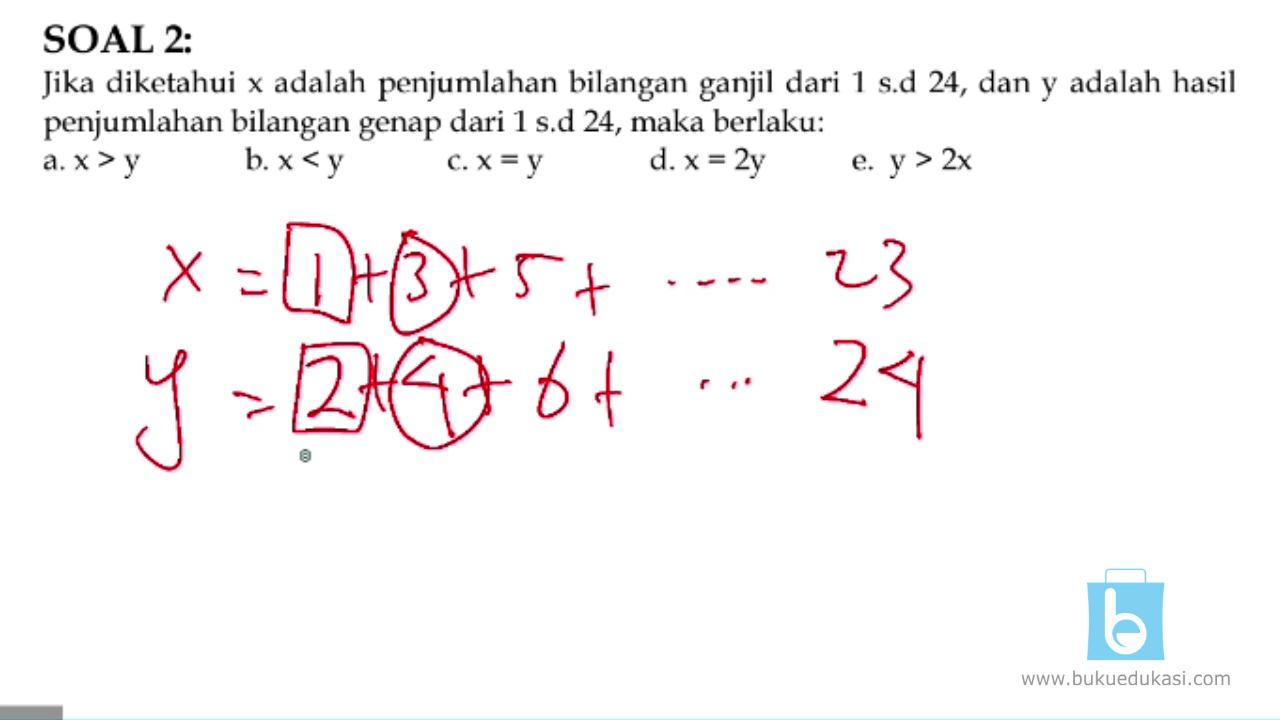 SOAL 2:
Jika diketahui x adalah penjumlahan bilangan ganjil dari 1 s.d 24, dan y adalah hasil
penjumlahan bilangan genap dari 1 s.d 24, maka berlaku:
a. x > y b. x < y c. x = y d. x = 2y e. y > 2x
x = 1 + 3 + 5 + ..... 23
y = 2 + 4 + 6 + ... 24
b
www.bukuedukasi.com